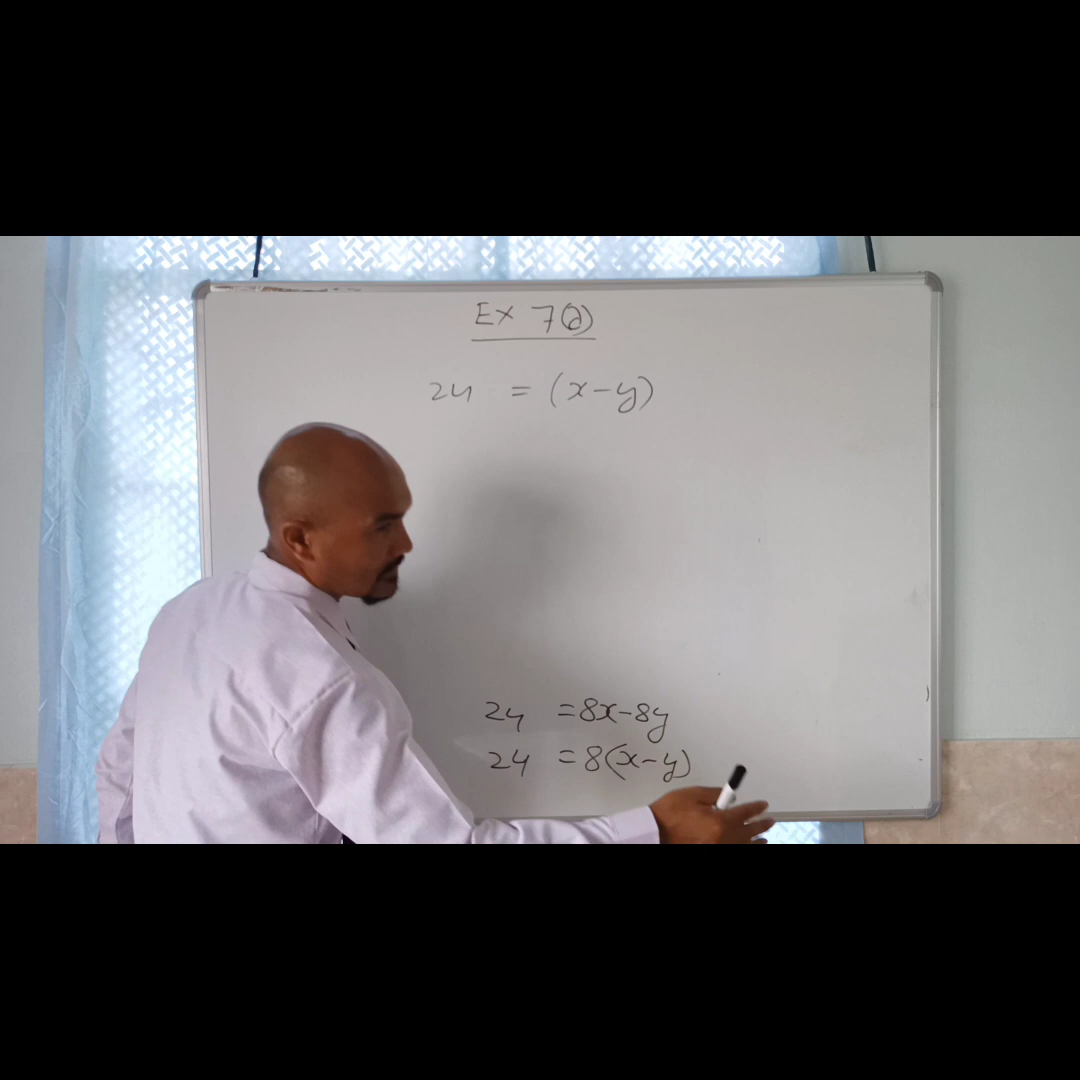 Ex 7(d)
24 = (x-y)
24 = 8x-8y
24 = 8(x-y)